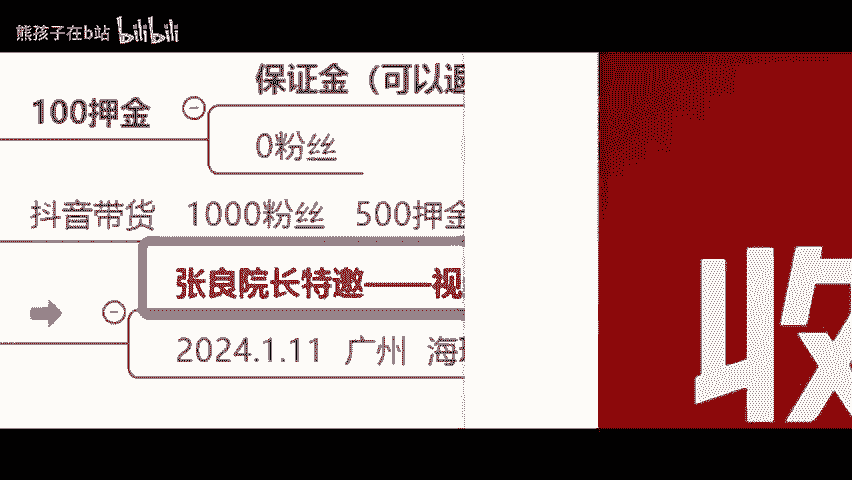 熊孩子在b站 bilibili
保证金（可以退
100押金
0粉丝
抖音带货 1000粉丝 500押金
张良院长特邀——视
2024.1.11 广州 海
收